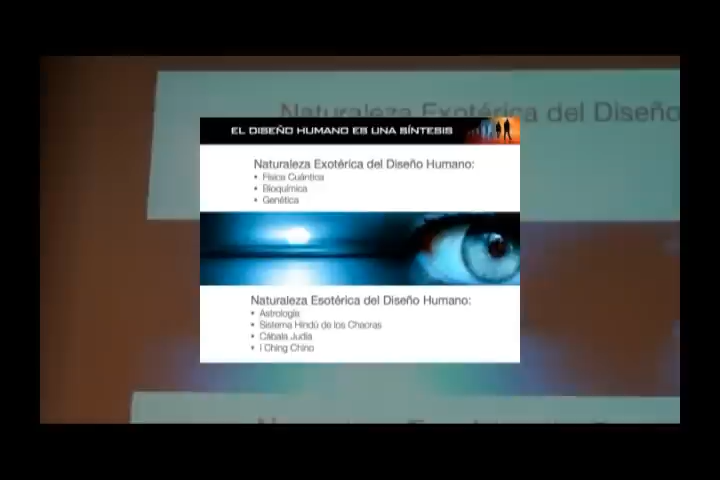 Naturaleza Exotérica del Diseño
EL DISEÑO HUMANO ES UNA SÍNTESIS
Naturaleza Exotérica del Diseño Humano:
• Física Cuántica
• Bioquímica
• Genética
Naturaleza Esotérica del Diseño Humano:
• Astrología
• Sistema Hindú de los Chacras
• Cábala Judía
• I Ching Chino